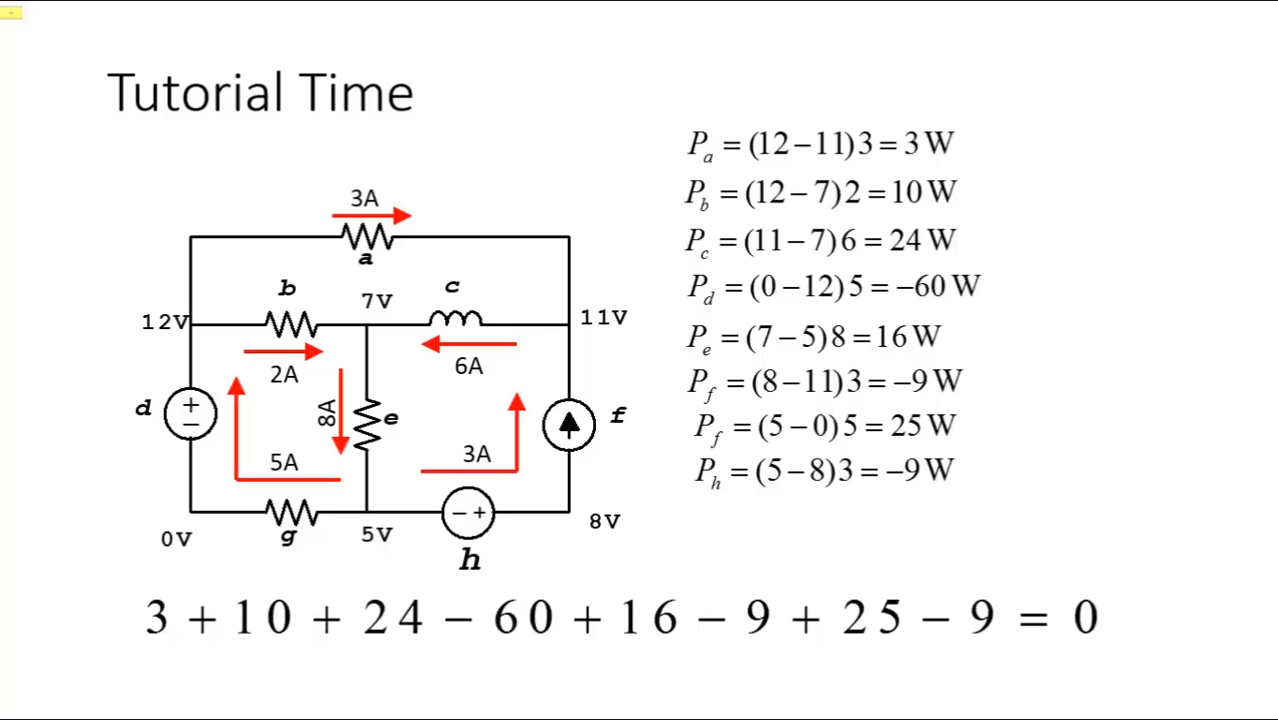 Tutorial Time
P_a = (12 − 11)3 = 3 W
P_b = (12 − 7)2 = 10 W
P_c = (11 − 7)6 = 24 W
P_d = (0 − 12)5 = −60 W
P_e = (7 − 5)8 = 16 W
P_f = (8 − 11)3 = −9 W
P_f = (5 − 0)5 = 25 W
P_h = (5 − 8)3 = −9 W
3A
a
b
7V
c
12V
11V
2A
6A
d
+
−
8A
e
f
5A
3A
g
− +
0V
5V
8V
h
3 + 10 + 24 − 60 + 16 − 9 + 25 − 9 = 0